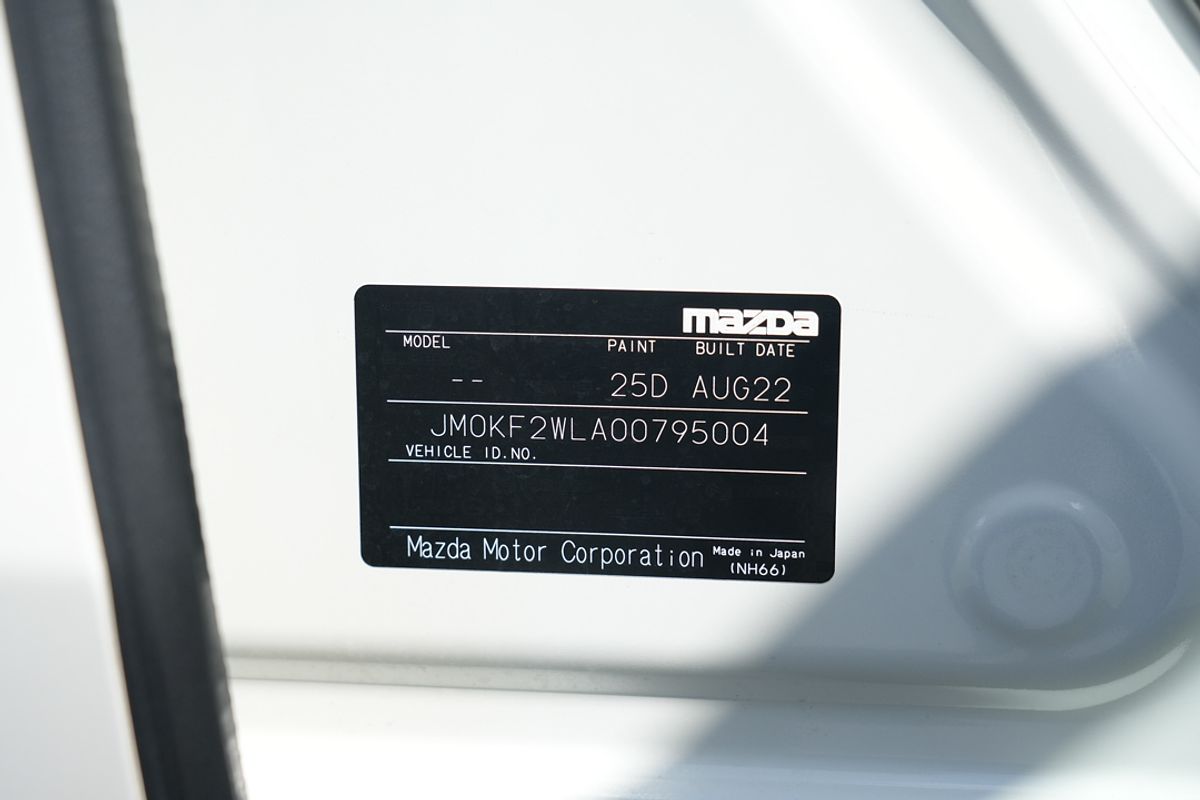 mazda
MODEL PAINT BUILT DATE
-- 25D AUG22
JM0KF2WLA00795004
VEHICLE ID.NO.
Mazda Motor Corporation Made in Japan
(NH66)